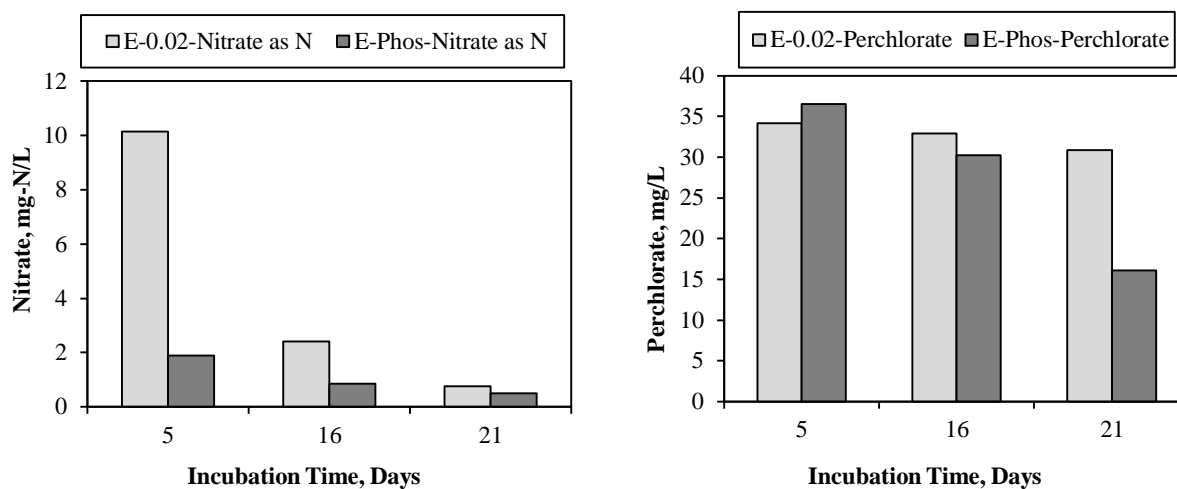 E-0.02-Nitrate as N E-Phos-Nitrate as N
12
10
8
6
4
2
0
Nitrate, mg-N/L
5 16 21
Incubation Time, Days
E-0.02-Perchlorate E-Phos-Perchlorate
40
35
30
25
20
15
10
5
0
Perchlorate, mg/L
5 16 21
Incubation Time, Days